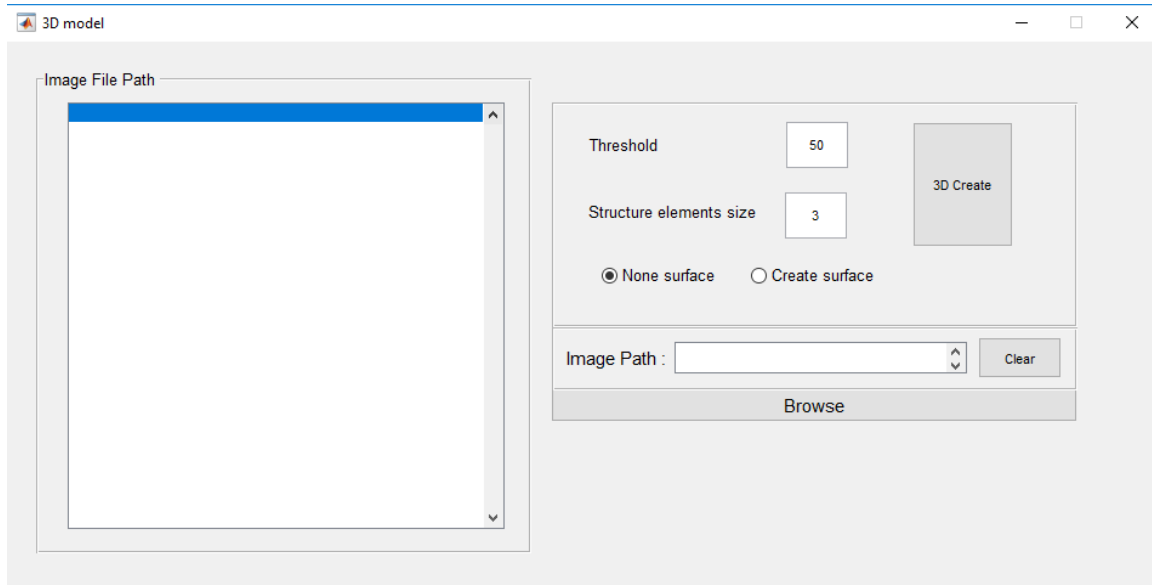 3D model
Image File Path
Threshold
50
3D Create
Structure elements size
3
None surface
Create surface
Image Path :
Clear
Browse